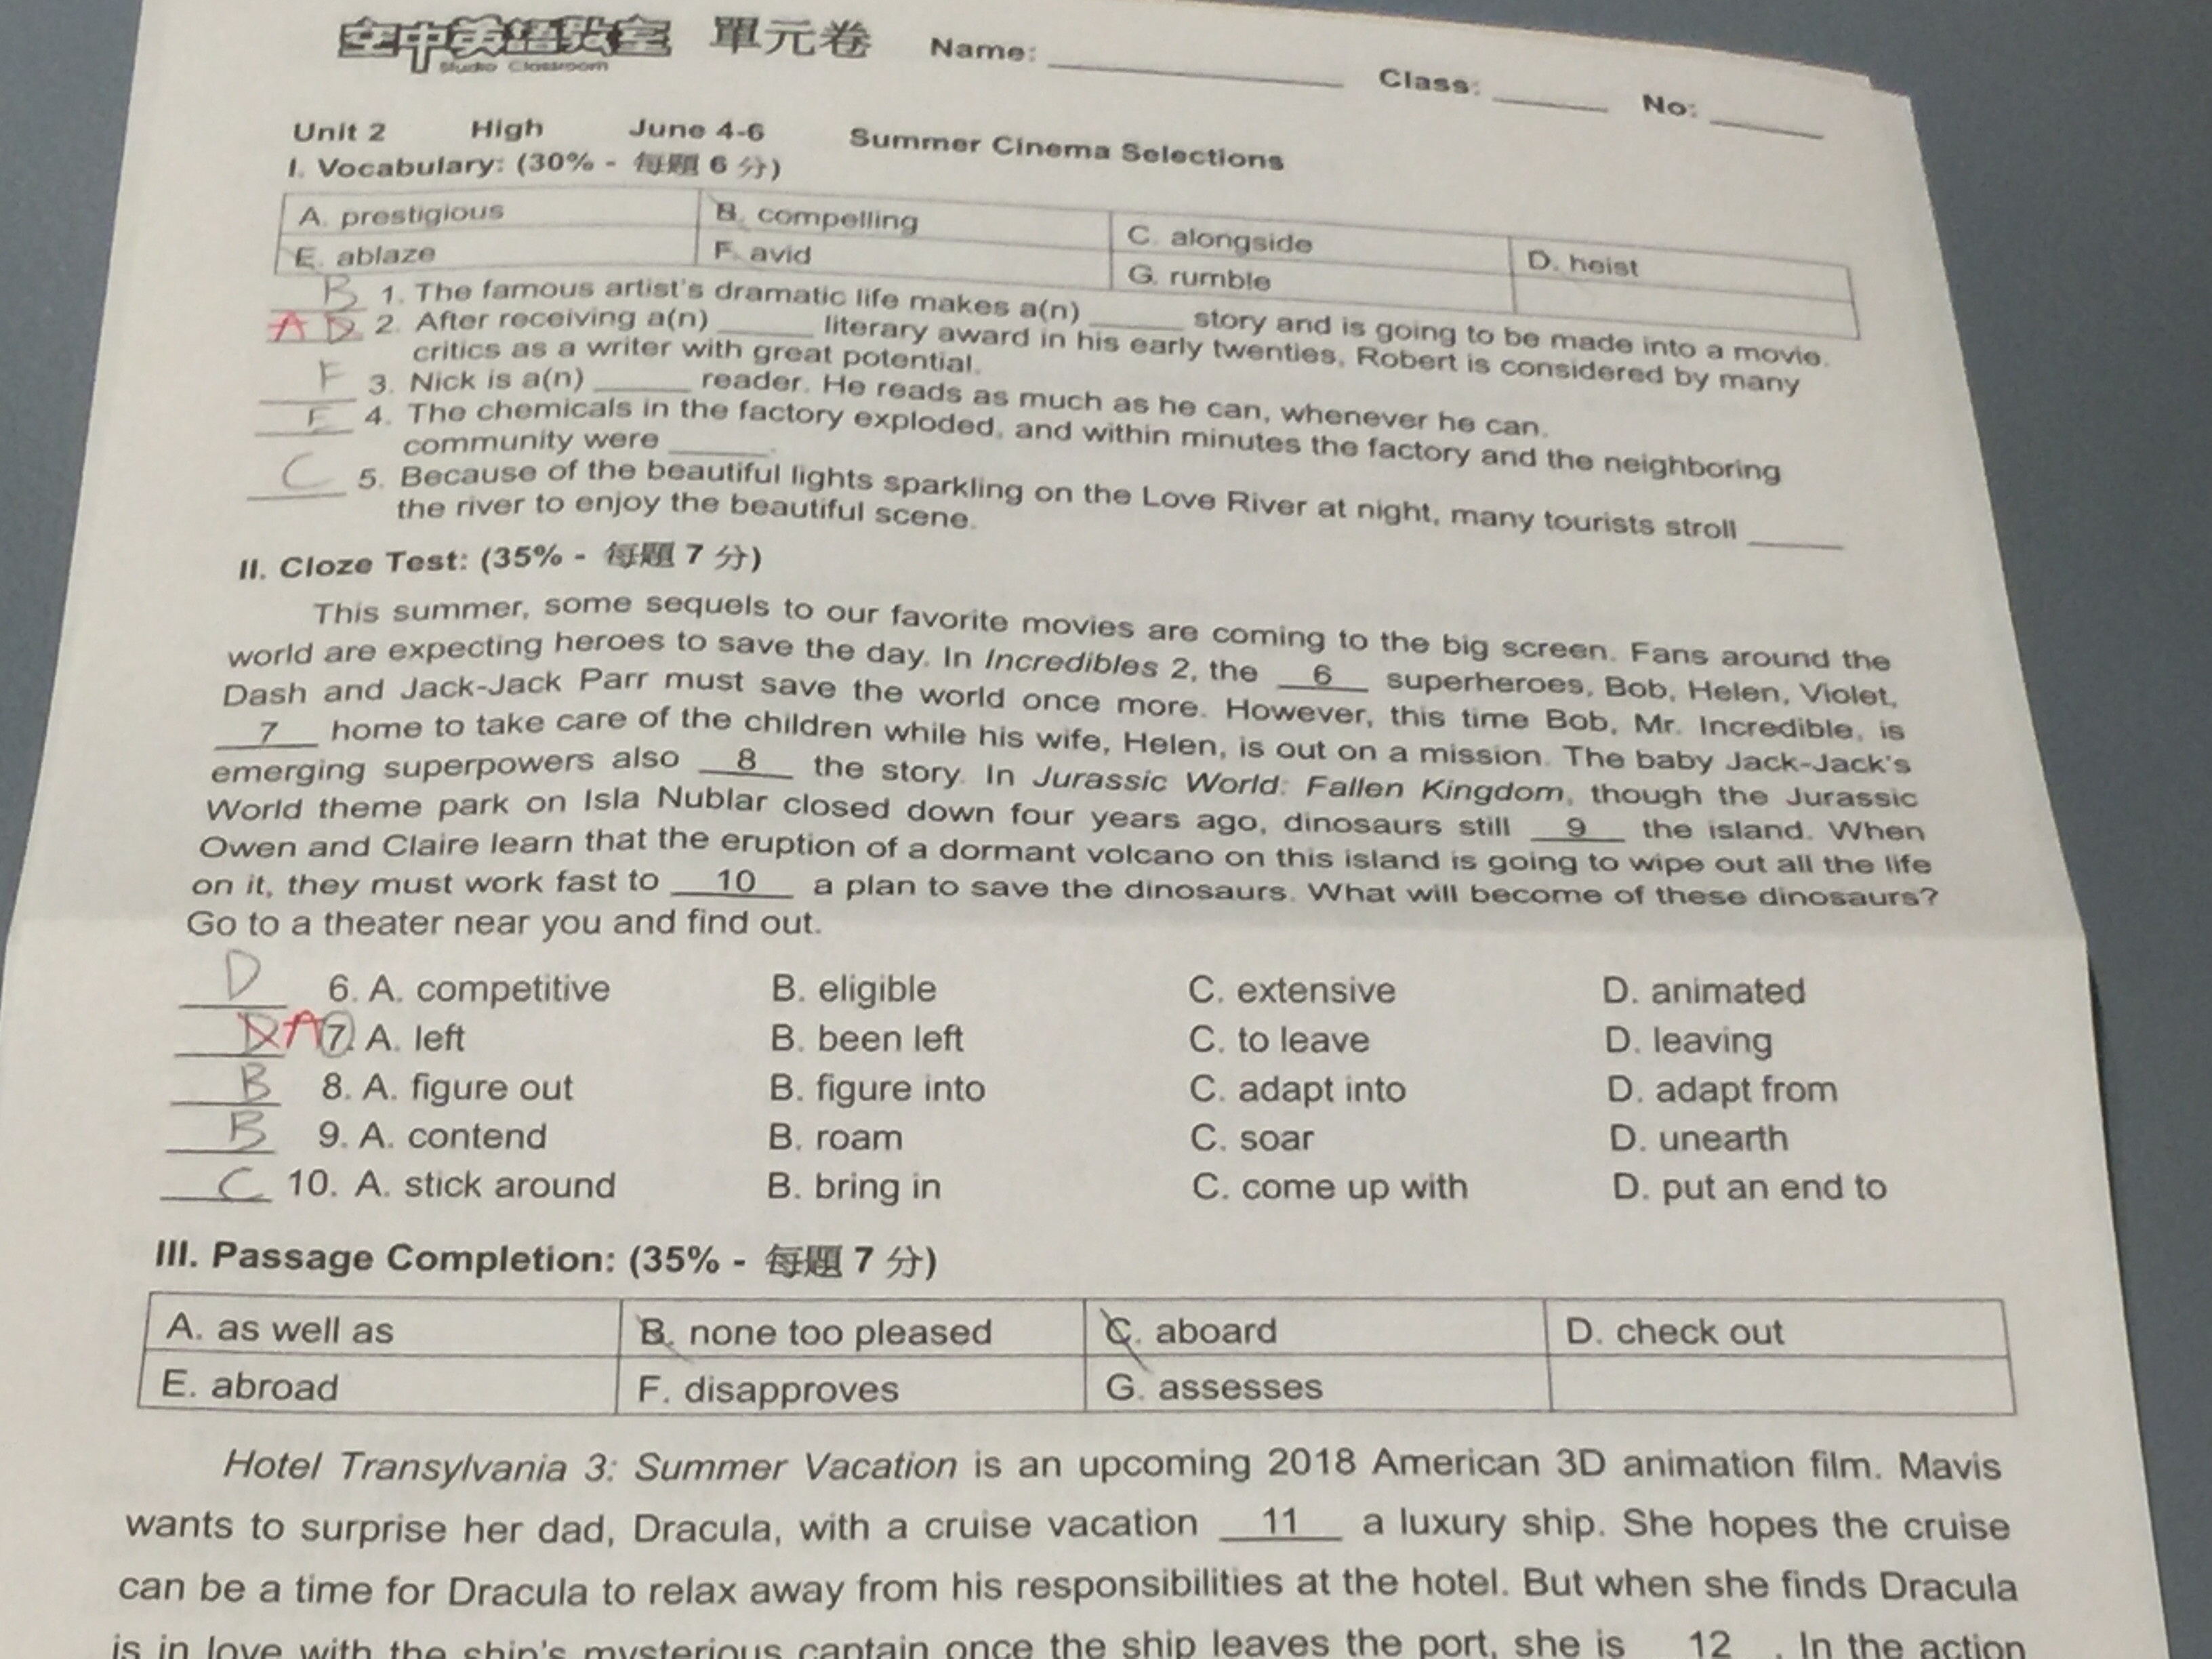 空中英語教室 單元卷 Name: Class: No:
Studio Classroom
Unit 2 High June 4-6 Summer Cinema Selections
I. Vocabulary: (30% - 每題 6 分)
A. prestigious B. compelling C. alongside D. heist
E. ablaze F. avid G. rumble
B 1. The famous artist's dramatic life makes a(n) ______ story and is going to be made into a movie.
A D 2. After receiving a(n) ______ literary award in his early twenties, Robert is considered by many
critics as a writer with great potential.
F 3. Nick is a(n) ______ reader. He reads as much as he can, whenever he can.
E 4. The chemicals in the factory exploded, and within minutes the factory and the neighboring
community were ______.
C 5. Because of the beautiful lights sparkling on the Love River at night, many tourists stroll ______
the river to enjoy the beautiful scene.
II. Cloze Test: (35% - 每題 7 分)
This summer, some sequels to our favorite movies are coming to the big screen. Fans around the
world are expecting heroes to save the day. In Incredibles 2, the 6 superheroes, Bob, Helen, Violet,
Dash and Jack-Jack Parr must save the world once more. However, this time Bob, Mr. Incredible, is
7 home to take care of the children while his wife, Helen, is out on a mission. The baby Jack-Jack's
emerging superpowers also 8 the story. In Jurassic World: Fallen Kingdom, though the Jurassic
World theme park on Isla Nublar closed down four years ago, dinosaurs still 9 the island. When
Owen and Claire learn that the eruption of a dormant volcano on this island is going to wipe out all the life
on it, they must work fast to 10 a plan to save the dinosaurs. What will become of these dinosaurs?
Go to a theater near you and find out.
D 6. A. competitive B. eligible C. extensive D. animated
D A 7. A. left B. been left C. to leave D. leaving
B 8. A. figure out B. figure into C. adapt into D. adapt from
B 9. A. contend B. roam C. soar D. unearth
C 10. A. stick around B. bring in C. come up with D. put an end to
III. Passage Completion: (35% - 每題 7 分)
A. as well as B. none too pleased C. aboard D. check out
E. abroad F. disapproves G. assesses
Hotel Transylvania 3: Summer Vacation is an upcoming 2018 American 3D animation film. Mavis
wants to surprise her dad, Dracula, with a cruise vacation 11 a luxury ship. She hopes the cruise
can be a time for Dracula to relax away from his responsibilities at the hotel. But when she finds Dracula
is in love with the ship's mysterious captain once the ship leaves the port, she is 12 . In the action